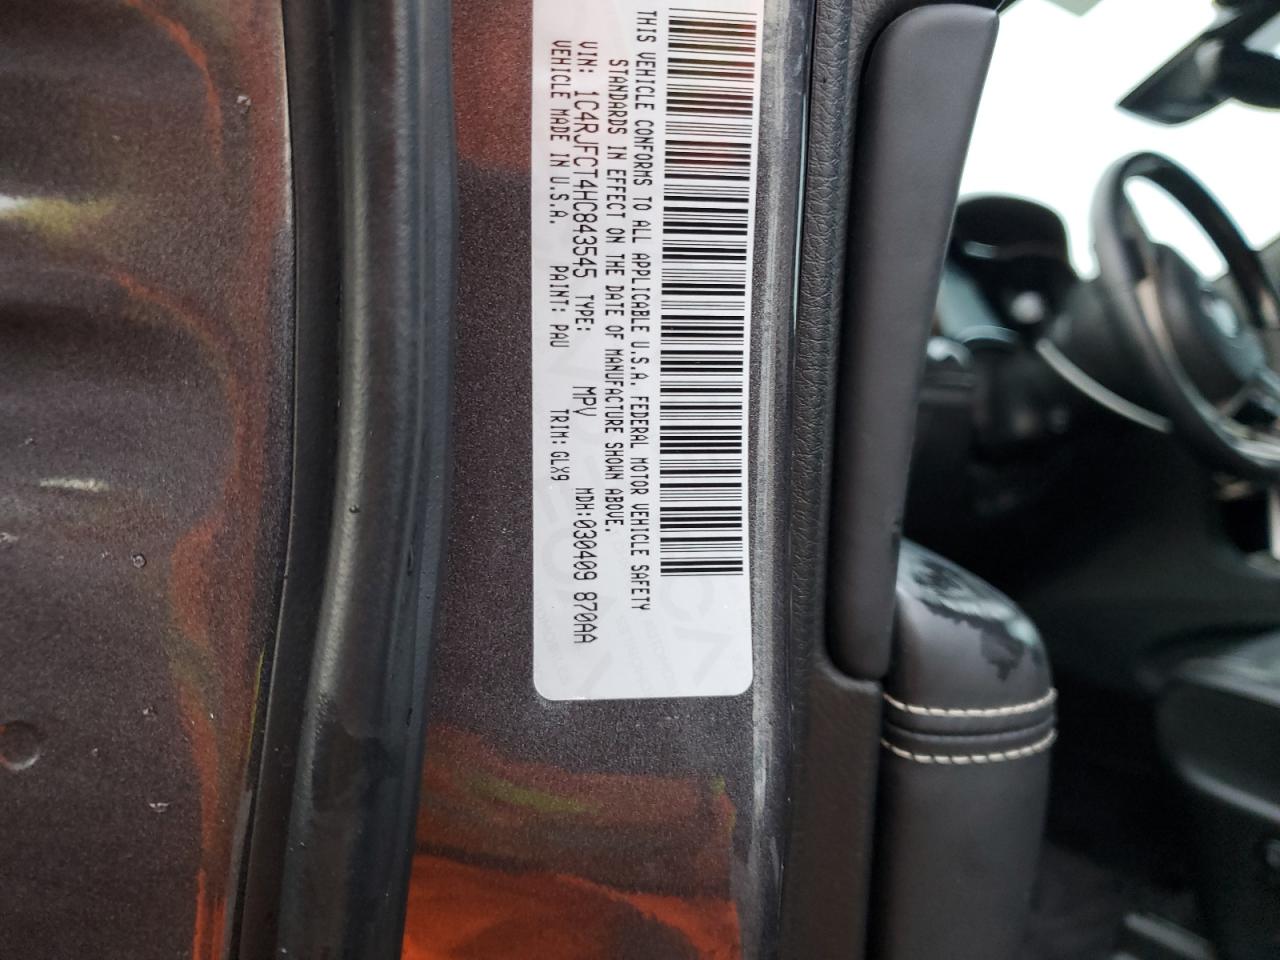 THIS VEHICLE CONFORMS TO ALL APPLICABLE U.S.A. FEDERAL MOTOR VEHICLE SAFETY
STANDARDS IN EFFECT ON THE DATE OF MANUFACTURE SHOWN ABOVE.
VIN: 1C4RJFCT4HC843545 TYPE: MPV MDH:030409 870AA
VEHICLE MADE IN U.S.A. PAINT: PAU TRIM: GLX9